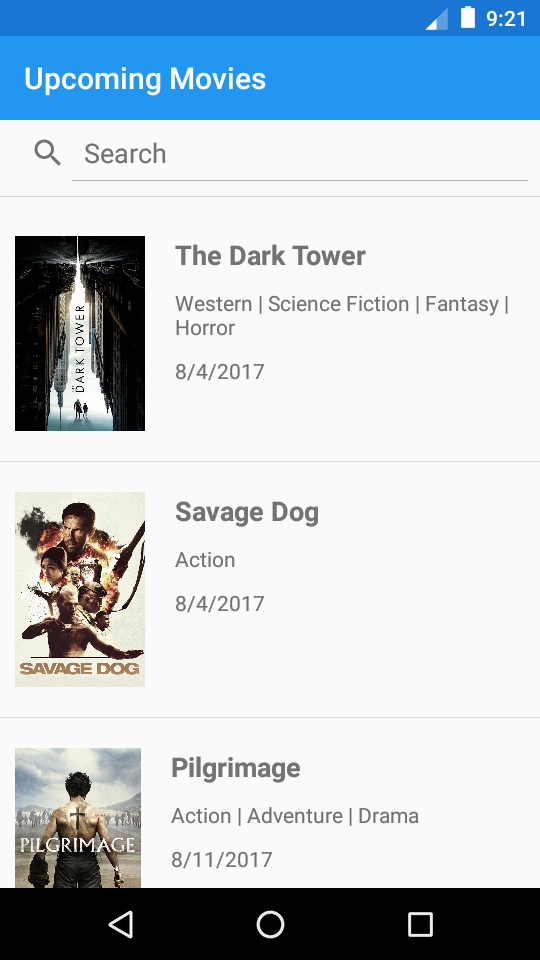 9:21
Upcoming Movies
Search
The Dark Tower
Western | Science Fiction | Fantasy |
Horror
8/4/2017
DARK TOWER
Savage Dog
Action
8/4/2017
SAVAGE DOG
Pilgrimage
Action | Adventure | Drama
8/11/2017
PILGRIMAGE